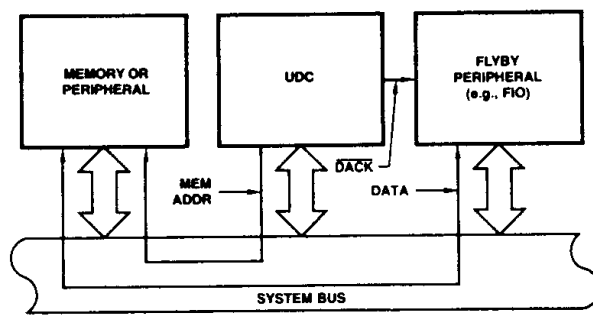 MEMORY OR
PERIPHERAL
UDC
FLYBY
PERIPHERAL
(e.g., FIO)
DACK
MEM
ADDR
DATA
SYSTEM BUS